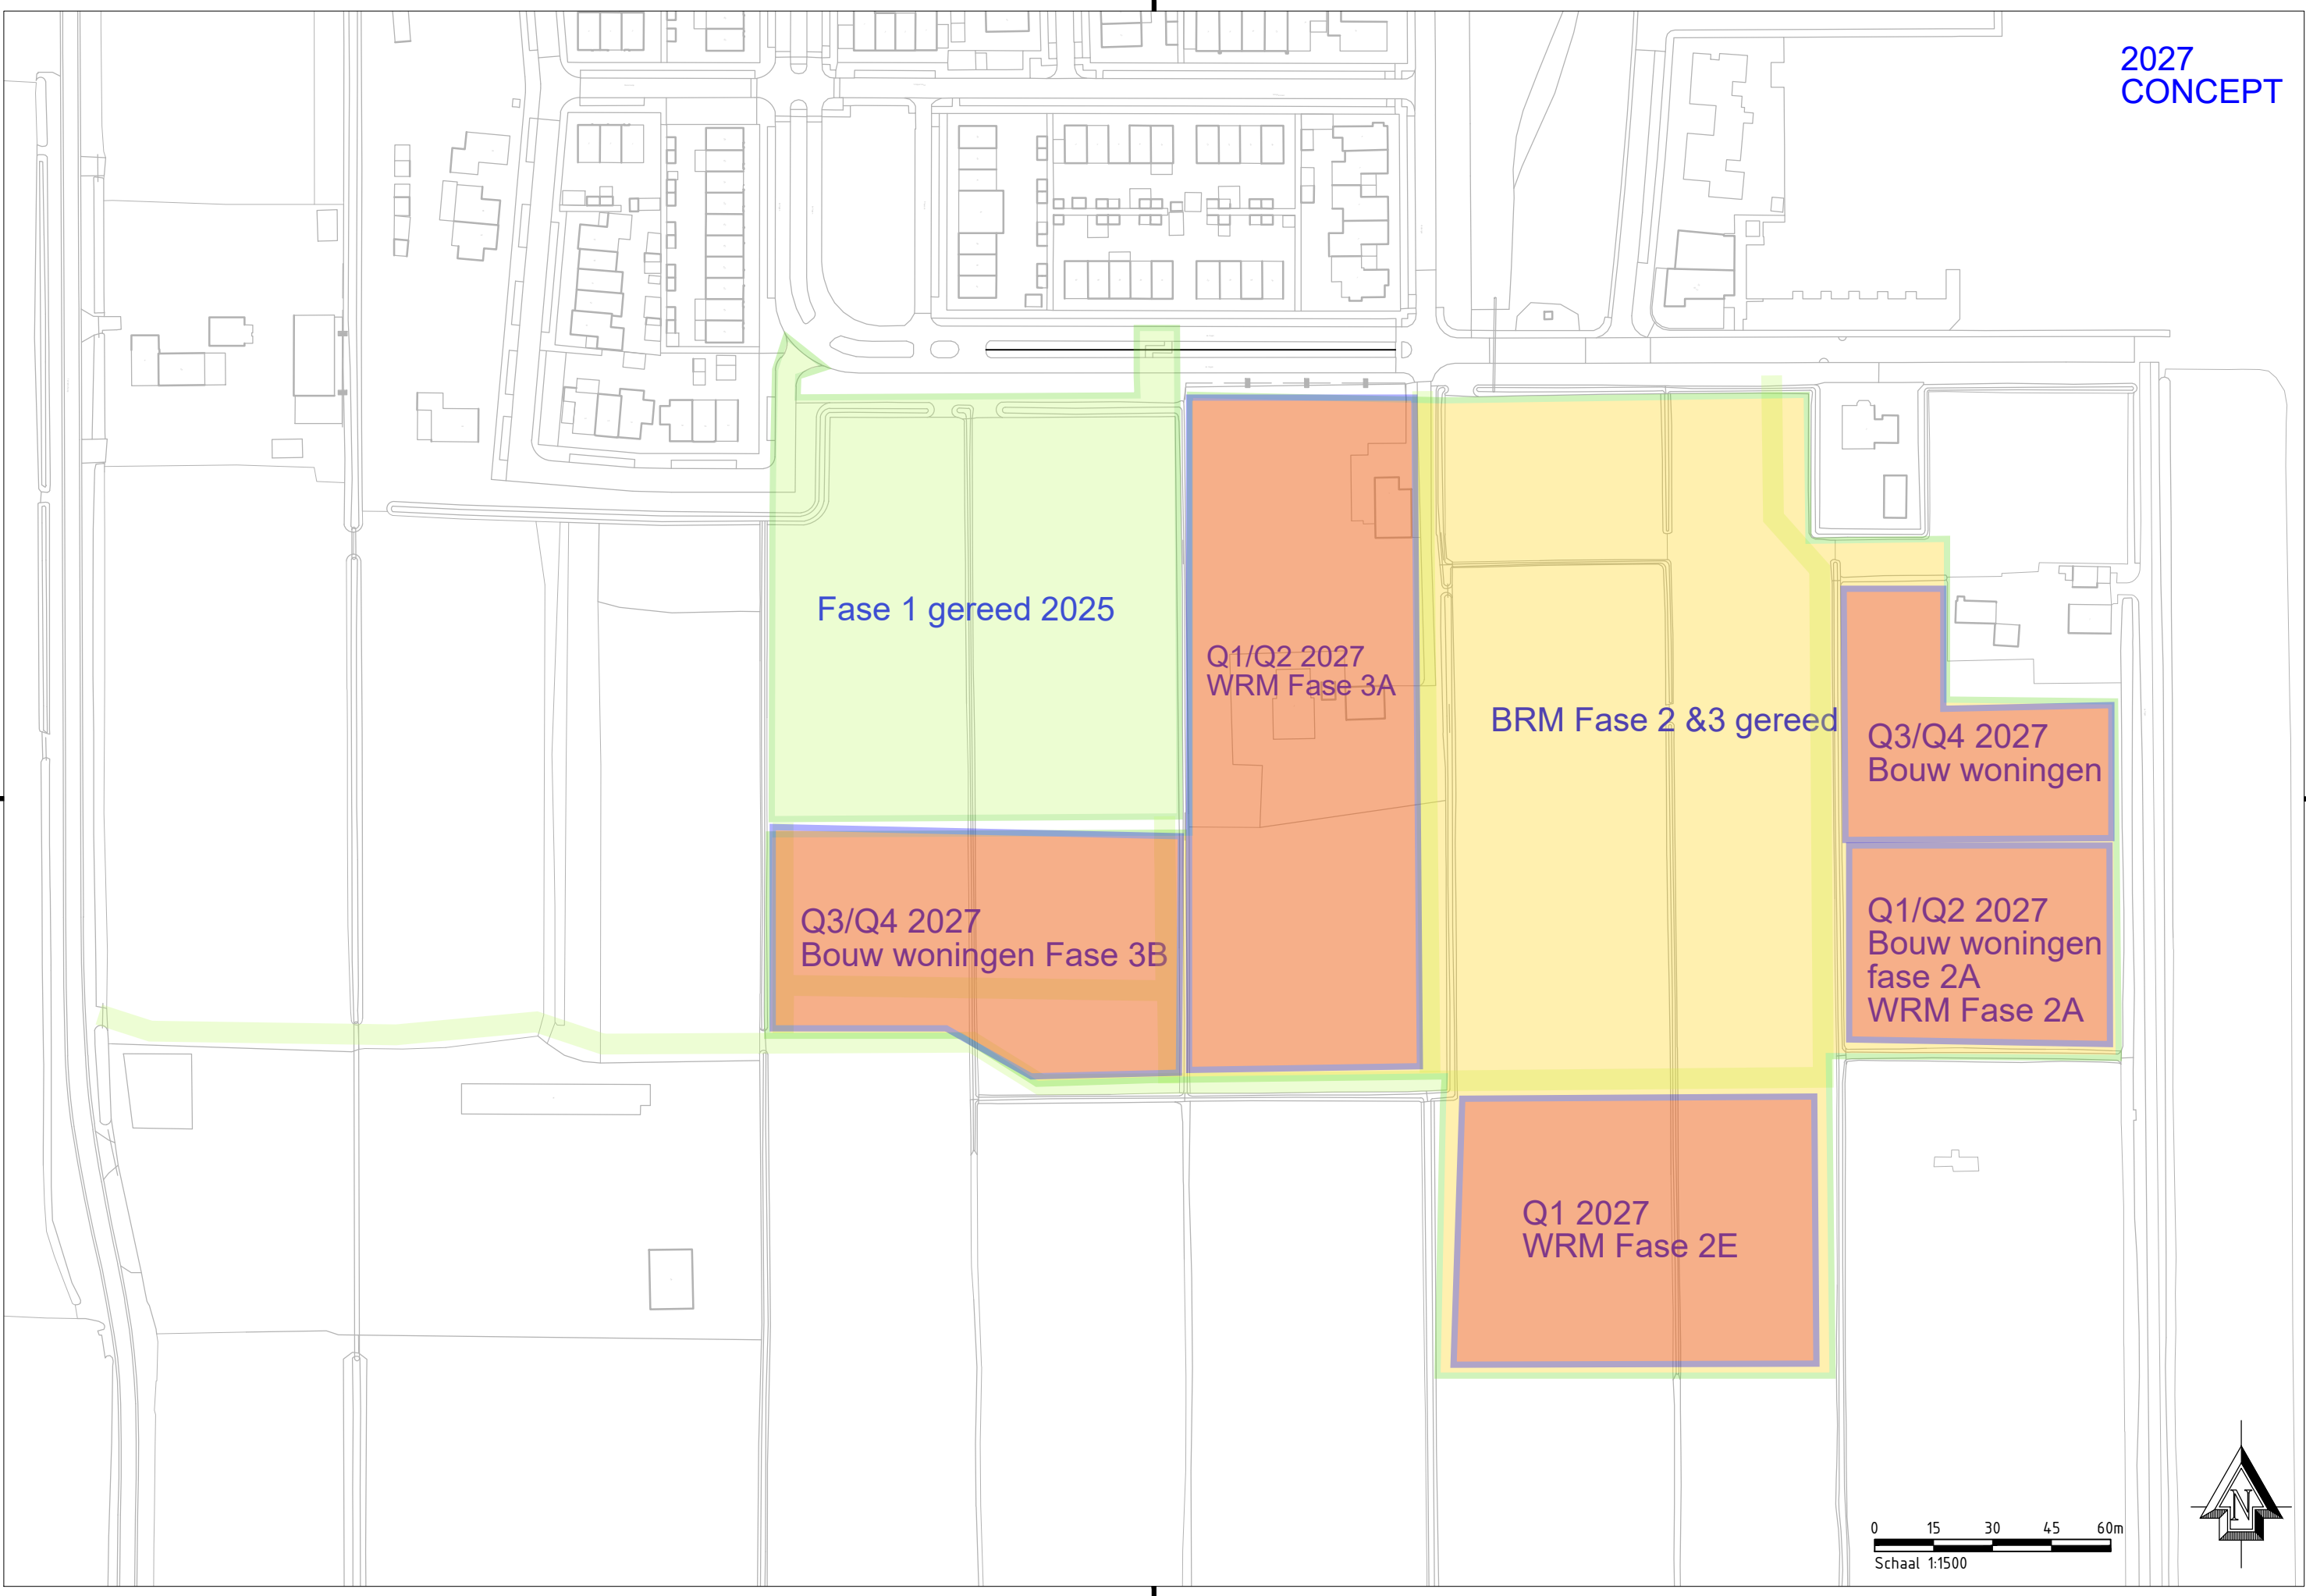 2027
CONCEPT
Fase 1 gereed 2025
Q1/Q2 2027
WRM Fase 3A
BRM Fase 2 &3 gereed
Q3/Q4 2027
Bouw woningen
Q3/Q4 2027
Bouw woningen Fase 3B
Q1/Q2 2027
Bouw woningen
fase 2A
WRM Fase 2A
Q1 2027
WRM Fase 2E
N
0 15 30 45 60m
Schaal 1:1500